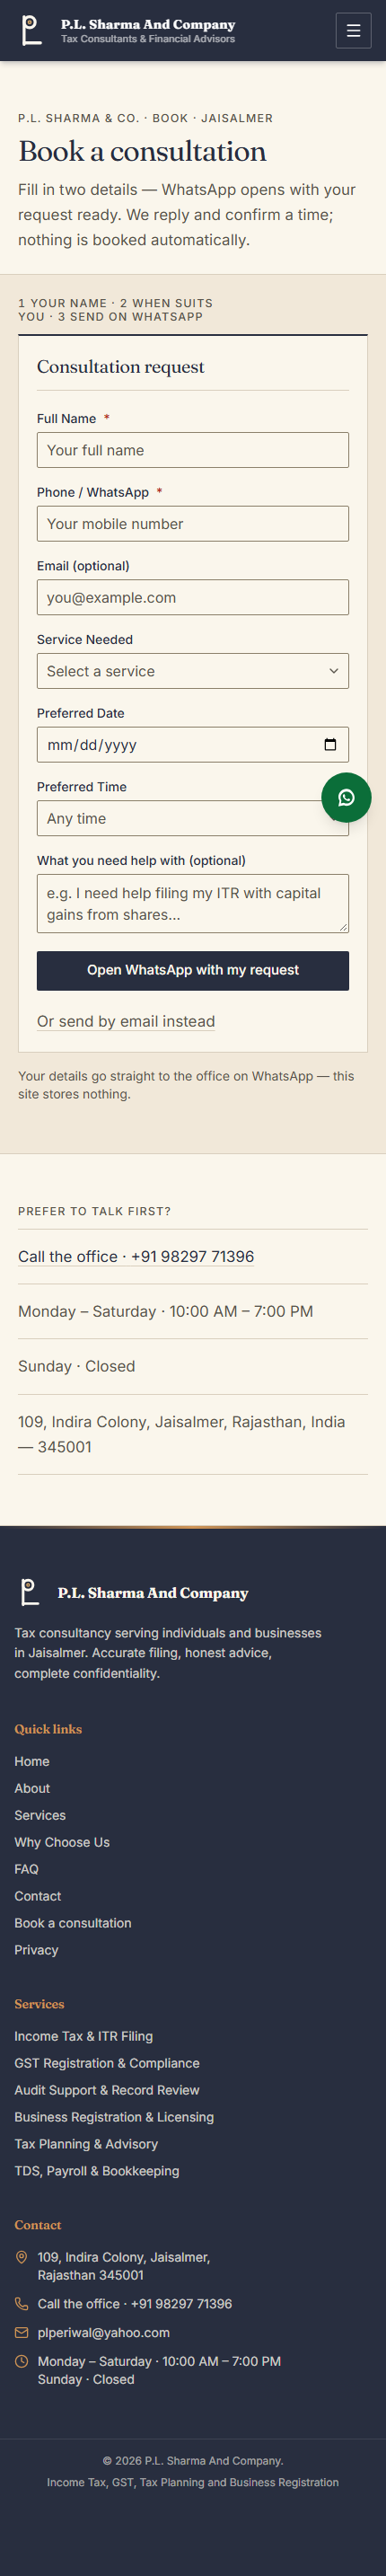 P.L. Sharma And Company
Tax Consultants & Financial Advisors
P.L. SHARMA & CO. · BOOK · JAISALMER
Book a consultation
Fill in two details — WhatsApp opens with your
request ready. We reply and confirm a time;
nothing is booked automatically.
1 YOUR NAME · 2 WHEN SUITS
YOU · 3 SEND ON WHATSAPP
Consultation request
Full Name *
Your full name
Phone / WhatsApp *
Your mobile number
Email (optional)
you@example.com
Service Needed
Select a service
Preferred Date
mm/dd/yyyy
Preferred Time
Any time
What you need help with (optional)
e.g. I need help filing my ITR with capital
gains from shares...
Open WhatsApp with my request
Or send by email instead
Your details go straight to the office on WhatsApp — this
site stores nothing.
PREFER TO TALK FIRST?
Call the office · +91 98297 71396
Monday – Saturday · 10:00 AM – 7:00 PM
Sunday · Closed
109, Indira Colony, Jaisalmer, Rajasthan, India
— 345001
P.L. Sharma And Company
Tax consultancy serving individuals and businesses
in Jaisalmer. Accurate filing, honest advice,
complete confidentiality.
Quick links
Home
About
Services
Why Choose Us
FAQ
Contact
Book a consultation
Privacy
Services
Income Tax & ITR Filing
GST Registration & Compliance
Audit Support & Record Review
Business Registration & Licensing
Tax Planning & Advisory
TDS, Payroll & Bookkeeping
Contact
109, Indira Colony, Jaisalmer,
Rajasthan 345001
Call the office · +91 98297 71396
plperiwal@yahoo.com
Monday – Saturday · 10:00 AM – 7:00 PM
Sunday · Closed
© 2026 P.L. Sharma And Company.
Income Tax, GST, Tax Planning and Business Registration